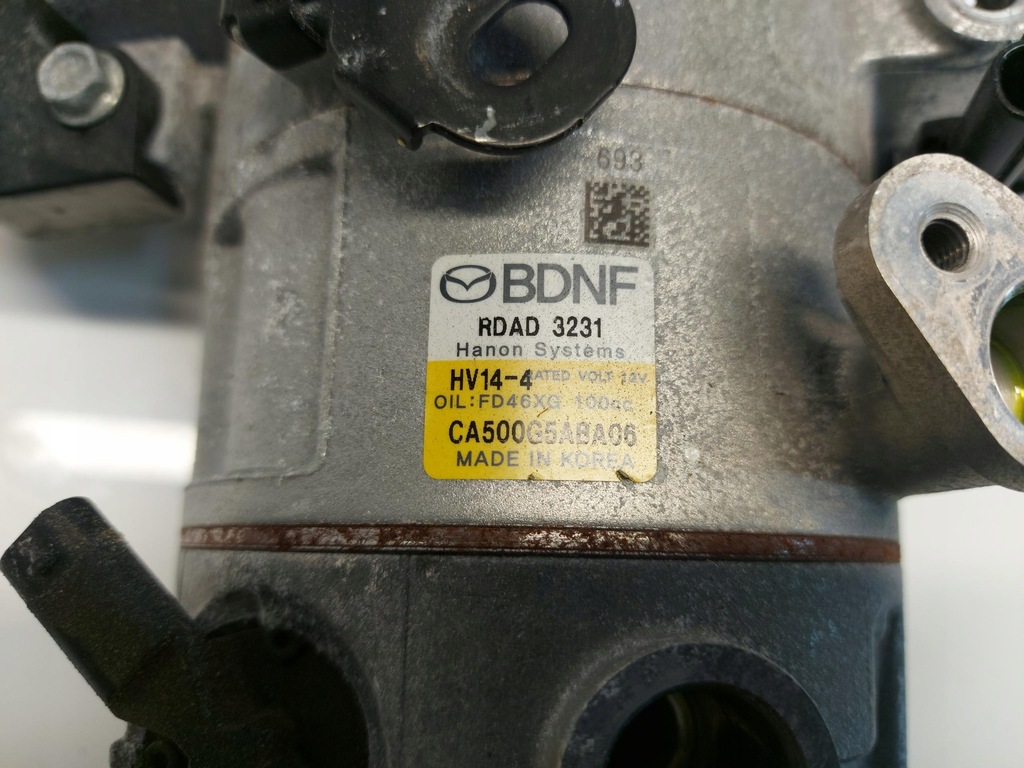 693
BDNF
RDAD 3231
Hanon Systems
HV14-4 RATED VOLT 12V
OIL:FD46XG 100cc
CA500G5ABA06
MADE IN KOREA